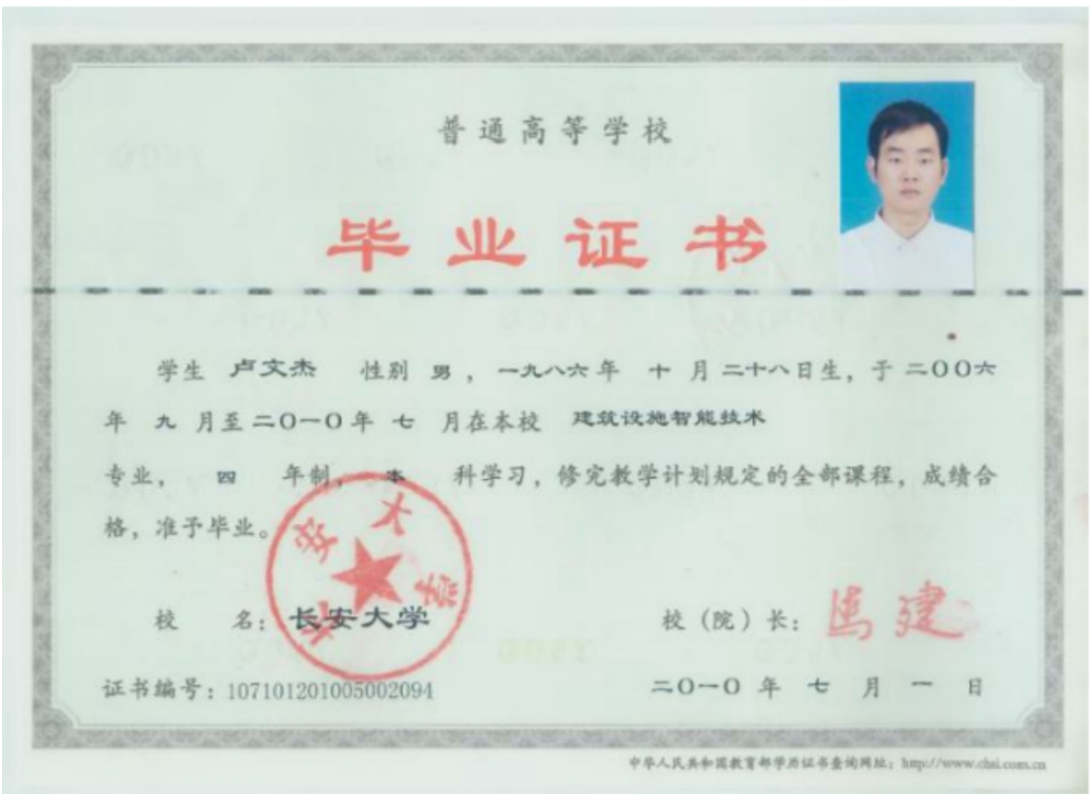 普通高等学校
毕业证书
学生 卢文杰 性别 男，一九八六年 十 月二十八日生，于二〇〇六
年 九 月至二〇一〇年 七 月在本校 建筑设施智能技术
专业， 四 年制， 本 科学习，修完教学计划规定的全部课程，成绩合
格，准予毕业。
长安大学
校 名：长安大学
校（院）长：马建
证书编号：107101201005002094
二〇一〇年 七 月 一 日
中华人民共和国教育部学历证书查询网址：http://www.chsi.com.cn